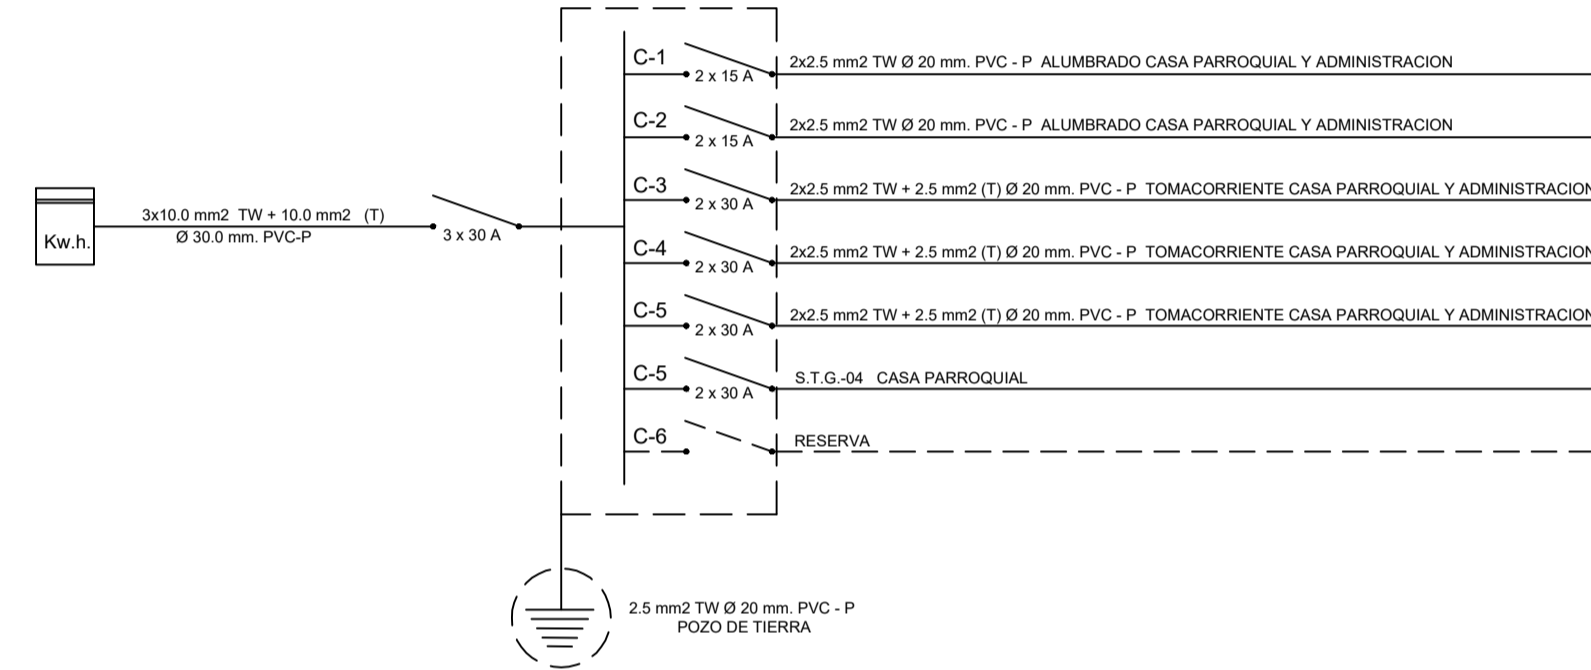 Kw.h.
3x10.0 mm2 TW + 10.0 mm2 (T)
Ø 30.0 mm. PVC-P
3 x 30 A
C-1
2 x 15 A
2x2.5 mm2 TW Ø 20 mm. PVC - P ALUMBRADO CASA PARROQUIAL Y ADMINISTRACION
C-2
2 x 15 A
2x2.5 mm2 TW Ø 20 mm. PVC - P ALUMBRADO CASA PARROQUIAL Y ADMINISTRACION
C-3
2 x 30 A
2x2.5 mm2 TW + 2.5 mm2 (T) Ø 20 mm. PVC - P TOMACORRIENTE CASA PARROQUIAL Y ADMINISTRACION
C-4
2 x 30 A
2x2.5 mm2 TW + 2.5 mm2 (T) Ø 20 mm. PVC - P TOMACORRIENTE CASA PARROQUIAL Y ADMINISTRACION
C-5
2 x 30 A
2x2.5 mm2 TW + 2.5 mm2 (T) Ø 20 mm. PVC - P TOMACORRIENTE CASA PARROQUIAL Y ADMINISTRACION
C-5
2 x 30 A
S.T.G.-04 CASA PARROQUIAL
C-6
RESERVA
2.5 mm2 TW Ø 20 mm. PVC - P
POZO DE TIERRA